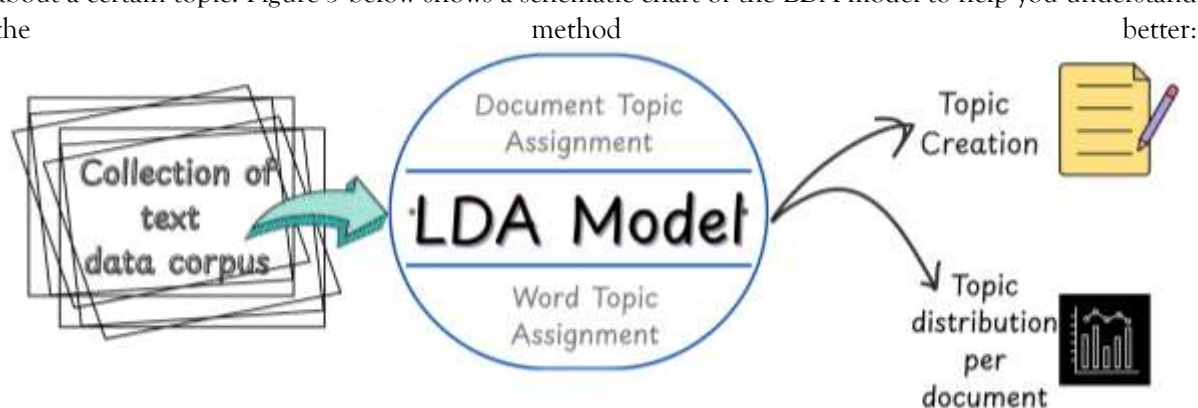 about a certain topic. Figure 3 below shows a schematic chart of the LDA model to help you understand
the method better:
Collection of
text
data corpus
Document Topic
Assignment
LDA Model
Word Topic
Assignment
Topic
Creation
Topic
distribution
per
document